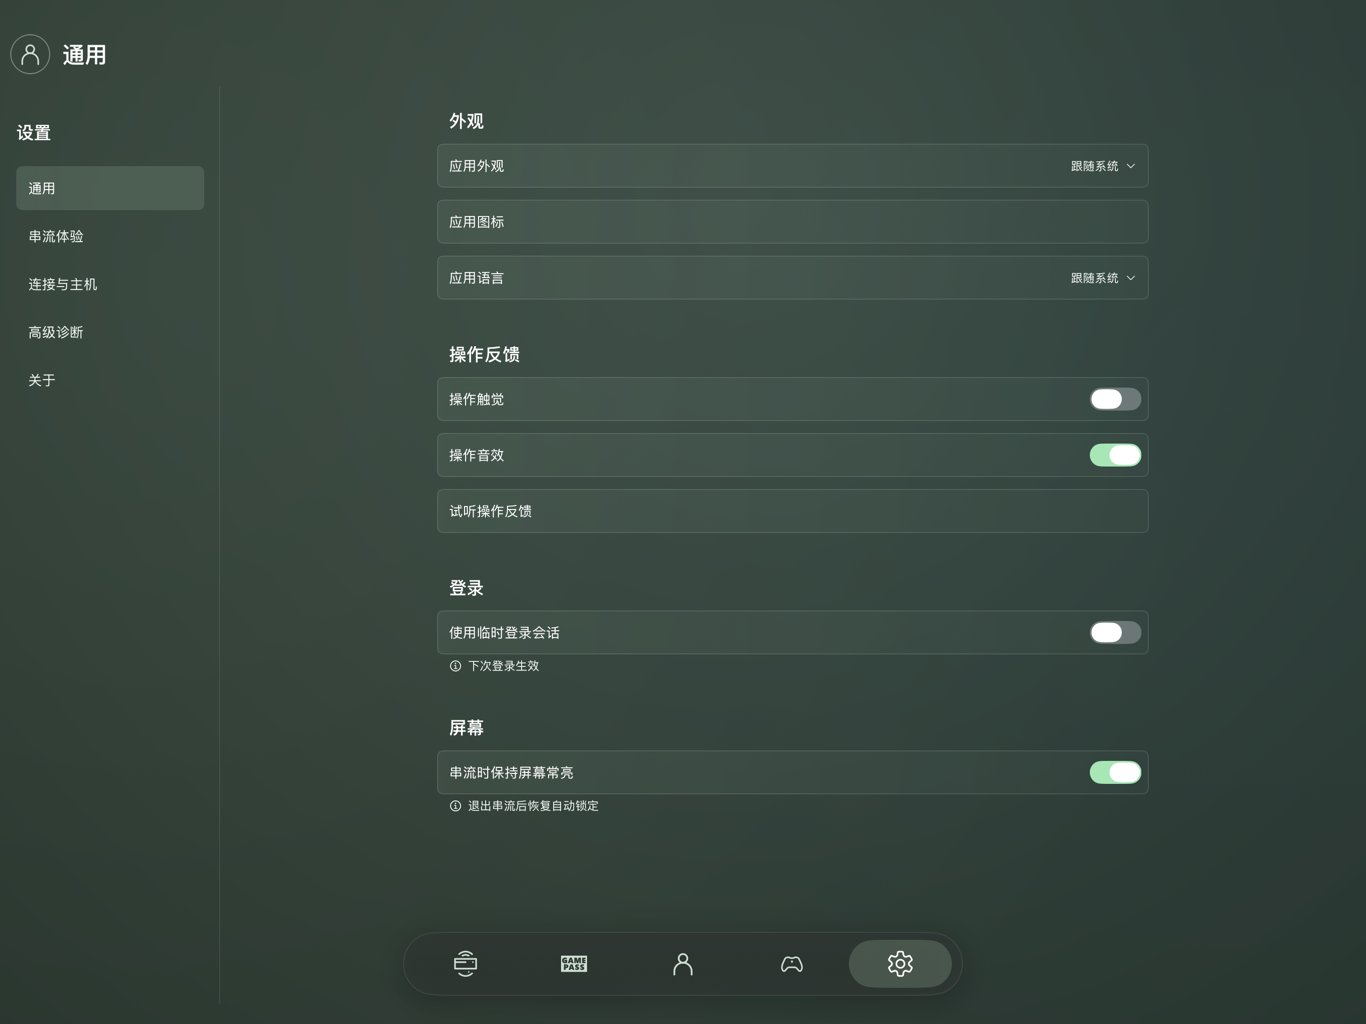 通用
设置
通用
串流体验
连接与主机
高级诊断
关于
外观
应用外观 跟随系统
应用图标
应用语言 跟随系统
操作反馈
操作触觉
操作音效
试听操作反馈
登录
使用临时登录会话
下次登录生效
屏幕
串流时保持屏幕常亮
退出串流后恢复自动锁定
GAME
PASS